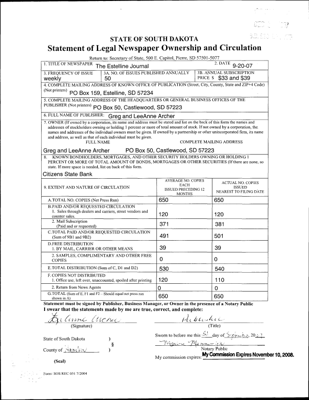 STATE OF SOUTH DAKOTA
Statement of Legal Newspaper Ownership and Circulation
Return to: Secretary of State, 500 E. Capitol, Pierre, SD 57501-5077
1. TITLE OF NEWSPAPER The Estelline Journal
2. DATE 9-20-07
3. FREQUENCY OF ISSUE weekly
3A. NO. OF ISSUES PUBLISHED ANNUALLY 50
3B. ANNUAL SUBSCRIPTION PRICE $ $33 and $39
4. COMPLETE MAILING ADDRESS OF KNOWN OFFICE OF PUBLICATION (Street, City, County, State and ZIP+4 Code) (Not printers)
PO Box 159, Estelline, SD 57234
5. COMPLETE MAILING ADDRESS OF THE HEADQUARTERS OR GENERAL BUSINESS OFFICES OF THE PUBLISHER (Not printers) PO Box 50, Castlewood, SD 57223
6. FULL NAME OF PUBLISHER: Greg and LeeAnne Archer
7. OWNER (If owned by a corporation, its name and address must be stated and list on the back of this form the names and addresses of stockholders owning or holding 1 percent or more of total amount of stock. If not owned by a corporation, the names and addresses of the individual owners must be given. If owned by a partnership or other unincorporated firm, its name and address, as well as that of each individual must be given.
FULL NAME COMPLETE MAILING ADDRESS
Greg and LeeAnne Archer PO Box 50, Castlewood, SD 57223
8. KNOWN BONDHOLDERS, MORTGAGES, AND OTHER SECURITY HOLDERS OWNING OR HOLDING 1 PERCENT OR MORE OF TOTAL AMOUNT OF BONDS, MORTGAGES OR OTHER SECURITIES (If there are none, so state. If more space is needed, list on back of this form.
Citizens State Bank
9. EXTENT AND NATURE OF CIRCULATION
AVERAGE NO. COPIES EACH ISSUED PRECEDING 12 MONTHS
ACTUAL NO. COPIES ISSUED NEAREST TO FILING DATE
A. TOTAL NO. COPIES (Net Press Run) 650 650
B. PAID AND/OR REQUESTED CIRCULATION
1. Sales through dealers and carriers, street vendors and counter sales. 120 120
2. Mail Subscription (Paid and or requested) 371 381
C. TOTAL PAID AND/OR REQUESTED CIRCULATION (Sum of 9B1 and 9B2) 491 501
D. FREE DISTRIBUTION
1. BY MAIL, CARRIER OR OTHER MEANS 39 39
2. SAMPLES, COMPLIMENTARY AND OTHER FREE COPIES 0 0
E. TOTAL DISTRIBUTION (Sum of C, D1 and D2) 530 540
F. COPIES NOT DISTRIBUTED
1. Office use, left over, unaccounted, spoiled after printing 120 110
2. Return from News Agents 0 0
G. TOTAL (Sum of E, F1 and F2 - Should equal net press run shown in A) 650 650
Statement must be signed by Publisher, Business Manager, or Owner in the presence of a Notary Public
I swear that the statements made by me are true, correct, and complete:
(Signature) (Title)
State of South Dakota )
) §
County of )
(Seal)
Sworn to before me this day of
Notary Public
My commission expires: My Commission Expires November 10, 2008.